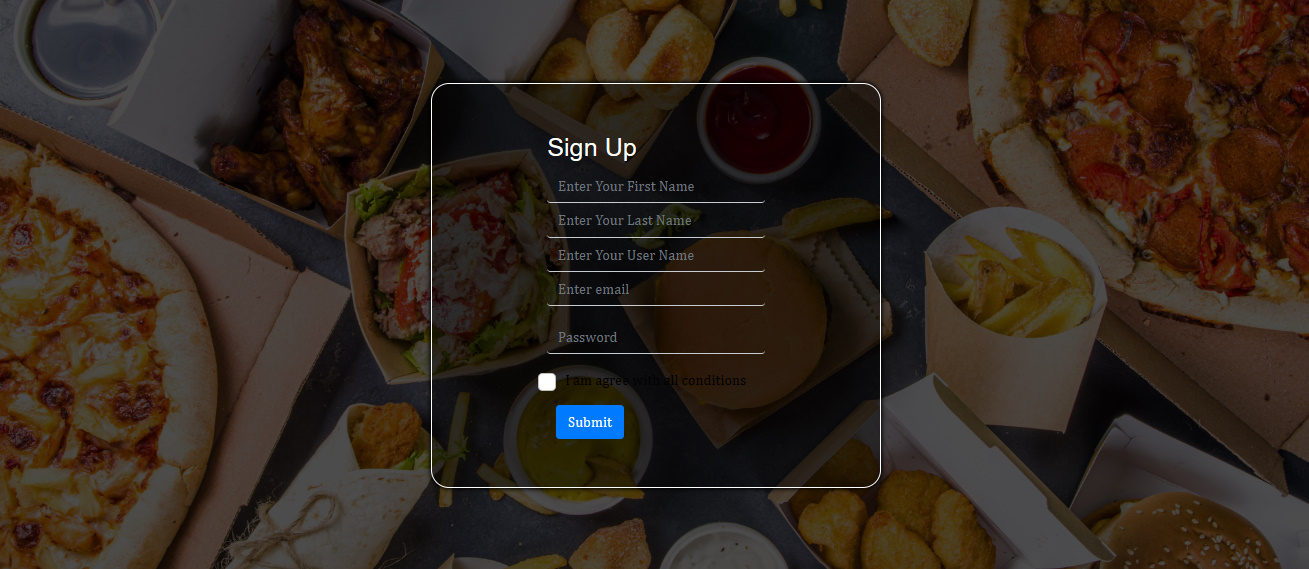 Sign Up
Enter Your First Name
Enter Your Last Name
Enter Your User Name
Enter email
Password
I am agree with all conditions
Submit